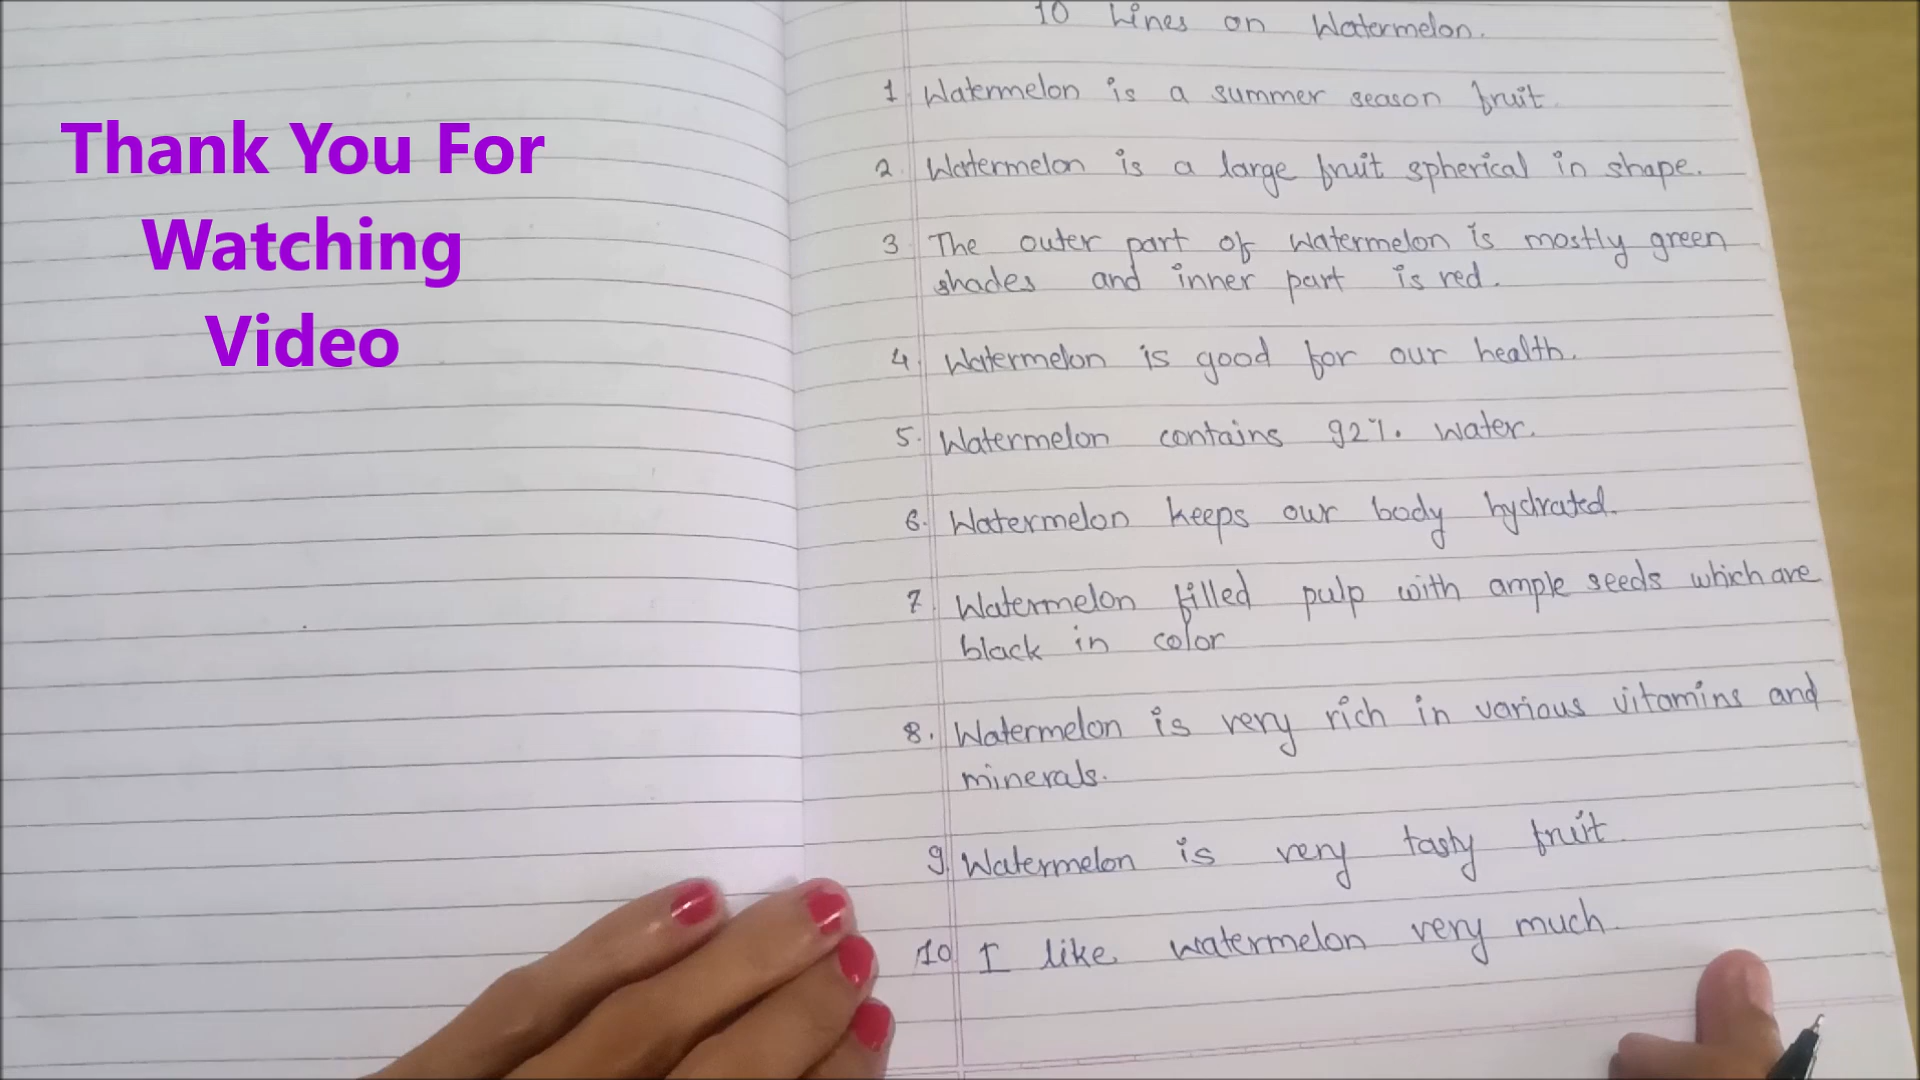 Thank You For
Watching
Video
10 Lines on Watermelon.
1 Watermelon is a summer season fruit.
2. Watermelon is a large fruit spherical in shape.
3 The outer part of watermelon is mostly green
shades and inner part is red.
4. Watermelon is good for our health.
5. Watermelon contains 92%. water.
6. Watermelon keeps our body hydrated.
7 Watermelon filled pulp with ample seeds which are
black in color
8. Watermelon is very rich in various vitamins and
minerals.
9. Watermelon is very tasty fruit.
10 I like watermelon very much.